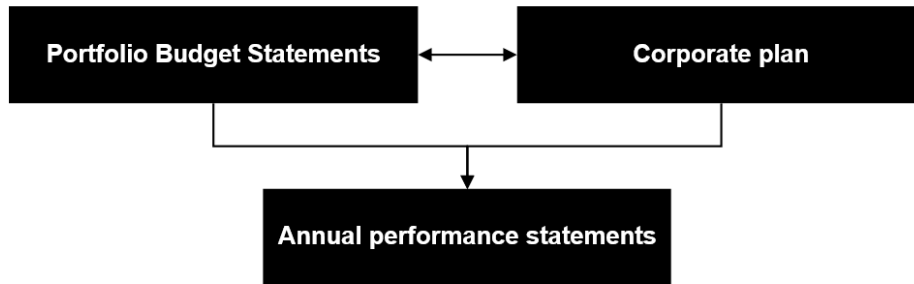 Portfolio Budget Statements
Corporate plan
Annual performance statements